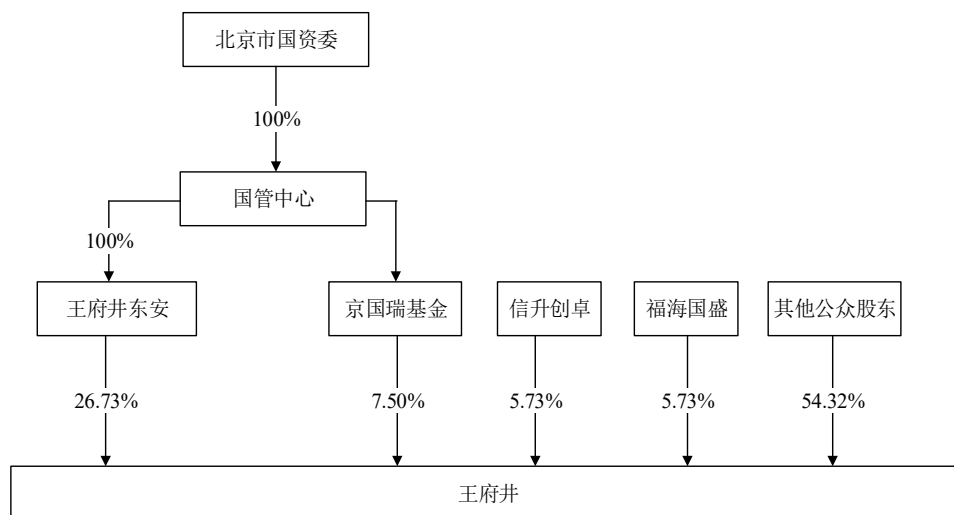 北京市国资委
100%
国管中心
100%
王府井东安
京国瑞基金
信升创卓
福海国盛
其他公众股东
26.73%
7.50%
5.73%
5.73%
54.32%
王府井